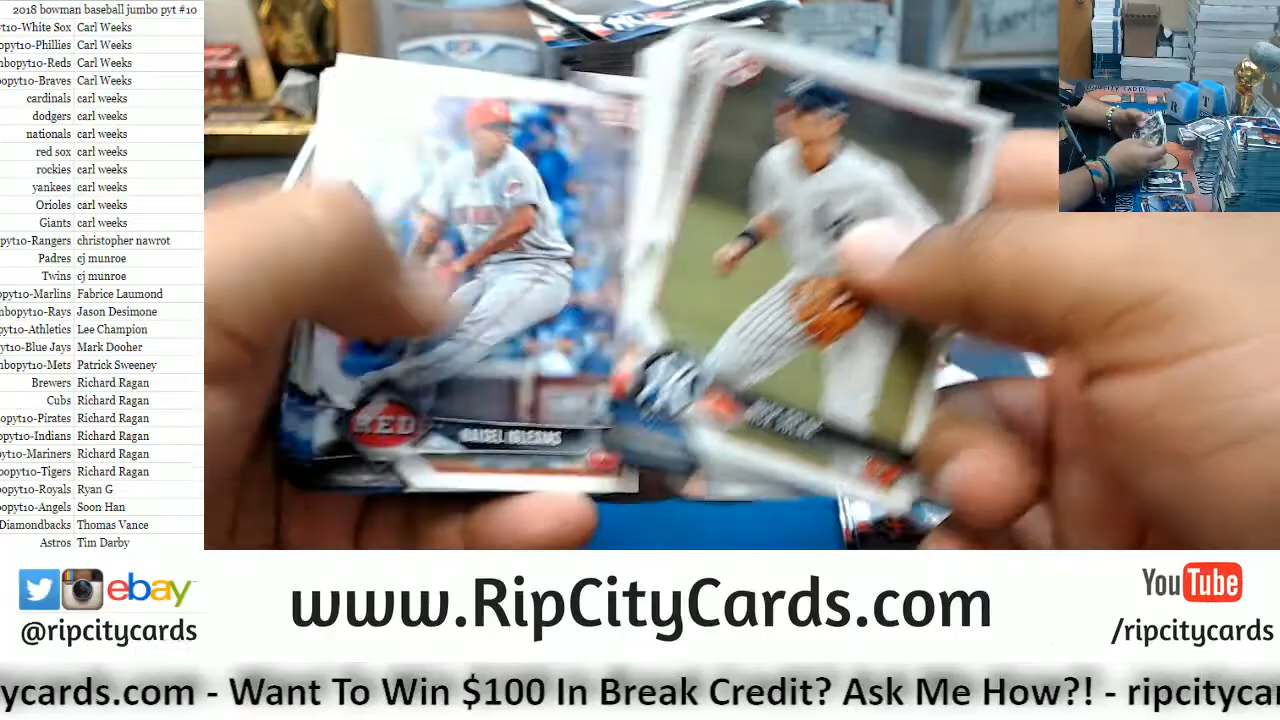 2018 bowman baseball jumbo pyt #10
yt10-White Sox Carl Weeks
opyt10-Phillies Carl Weeks
nbopyt10-Reds Carl Weeks
opyt10-Braves Carl Weeks
cardinals carl weeks
dodgers carl weeks
nationals carl weeks
red sox carl weeks
rockies carl weeks
yankees carl weeks
Orioles carl weeks
Giants carl weeks
pyt10-Rangers christopher nawrot
Padres cj munroe
Twins cj munroe
opyt10-Marlins Fabrice Laumond
nbopyt10-Rays Jason Desimone
opyt10-Athletics Lee Champion
yt10-Blue Jays Mark Dooher
nbopyt10-Mets Patrick Sweeney
Brewers Richard Ragan
Cubs Richard Ragan
opyt10-Pirates Richard Ragan
opyt10-Indians Richard Ragan
pyt10-Mariners Richard Ragan
opyt10-Tigers Richard Ragan
opyt10-Royals Ryan G
opyt10-Angels Soon Han
Diamondbacks Thomas Vance
Astros Tim Darby
REDS
RAISEL IGLESIAS
ebay
@ripcitycards
www.RipCityCards.com
YouTube
/ripcitycards
ycards.com - Want To Win $100 In Break Credit? Ask Me How?! - ripcitycar